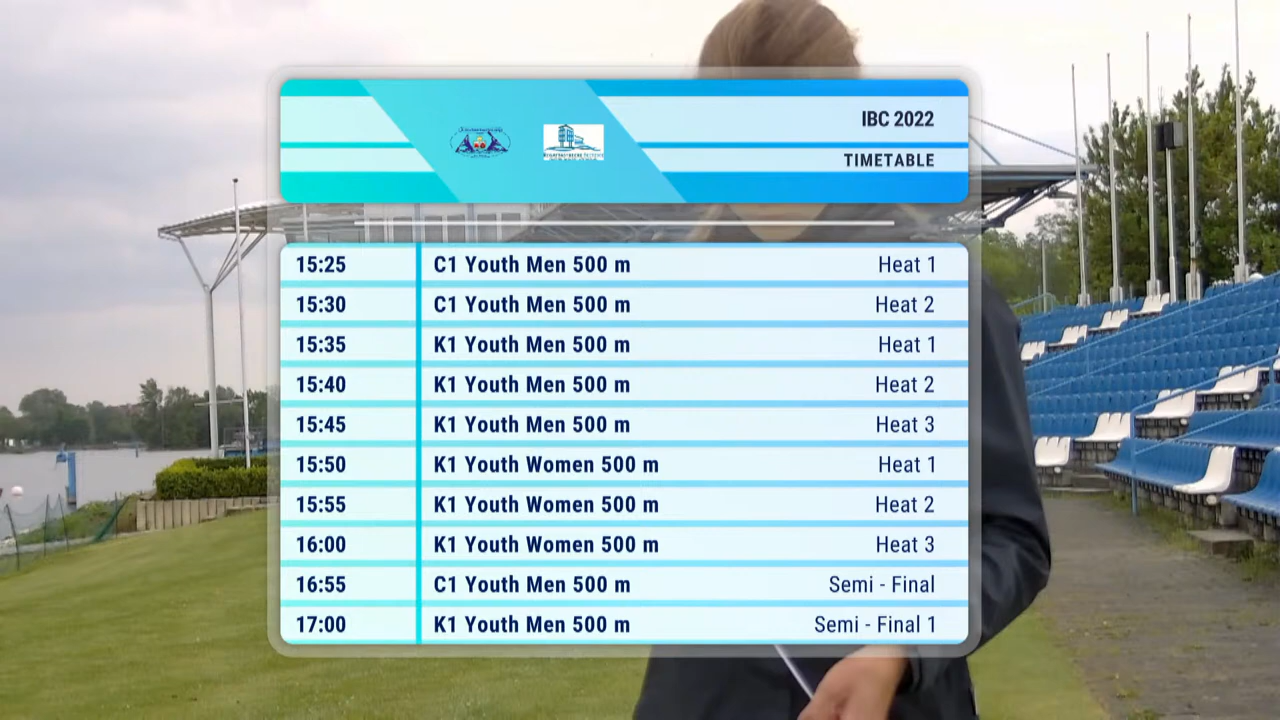 IBC 2022
TIMETABLE
15:25 C1 Youth Men 500 m Heat 1
15:30 C1 Youth Men 500 m Heat 2
15:35 K1 Youth Men 500 m Heat 1
15:40 K1 Youth Men 500 m Heat 2
15:45 K1 Youth Men 500 m Heat 3
15:50 K1 Youth Women 500 m Heat 1
15:55 K1 Youth Women 500 m Heat 2
16:00 K1 Youth Women 500 m Heat 3
16:55 C1 Youth Men 500 m Semi - Final
17:00 K1 Youth Men 500 m Semi - Final 1